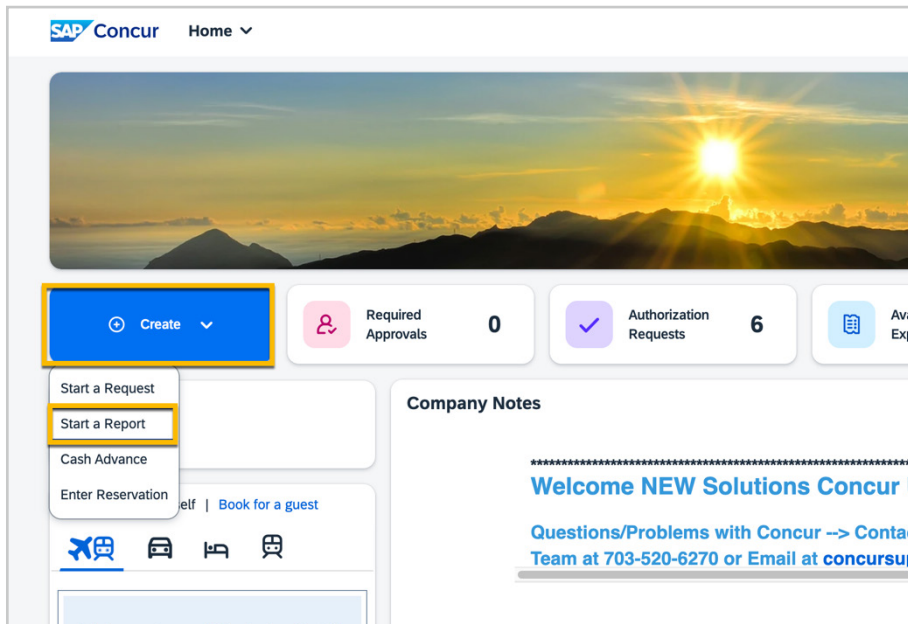 SAP Concur Home
Create
Required
Approvals
0
Authorization
Requests
6
Start a Request
Start a Report
Cash Advance
Enter Reservation
| Book for a guest
Company Notes
Welcome NEW Solutions Concur
Questions/Problems with Concur -->
Team at 703-520-6270 or Email at